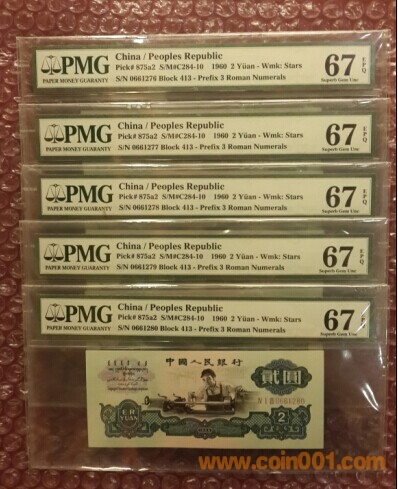 PMG
PAPER MONEY GUARANTY
China / Peoples Republic
Pick# 875a2 S/M#C284-10 1960 2 Yüan - Wmk: Stars
S/N 0661276 Block 413 - Prefix 3 Roman Numerals
67 EPQ
Superb Gem Unc
PMG
PAPER MONEY GUARANTY
China / Peoples Republic
Pick# 875a2 S/M#C284-10 1960 2 Yüan - Wmk: Stars
S/N 0661277 Block 413 - Prefix 3 Roman Numerals
67 EPQ
Superb Gem Unc
PMG
PAPER MONEY GUARANTY
China / Peoples Republic
Pick# 875a2 S/M#C284-10 1960 2 Yüan - Wmk: Stars
S/N 0661278 Block 413 - Prefix 3 Roman Numerals
67 EPQ
Superb Gem Unc
PMG
PAPER MONEY GUARANTY
China / Peoples Republic
Pick# 875a2 S/M#C284-10 1960 2 Yüan - Wmk: Stars
S/N 0661279 Block 413 - Prefix 3 Roman Numerals
67 EPQ
Superb Gem Unc
PMG
PAPER MONEY GUARANTY
China / Peoples Republic
Pick# 875a2 S/M#C284-10 1960 2 Yüan - Wmk: Stars
S/N 0661280 Block 413 - Prefix 3 Roman Numerals
67 EPQ
Superb Gem Unc
中國人民銀行
貳圓
0661280
ER YUAN
2
www.coin001.com